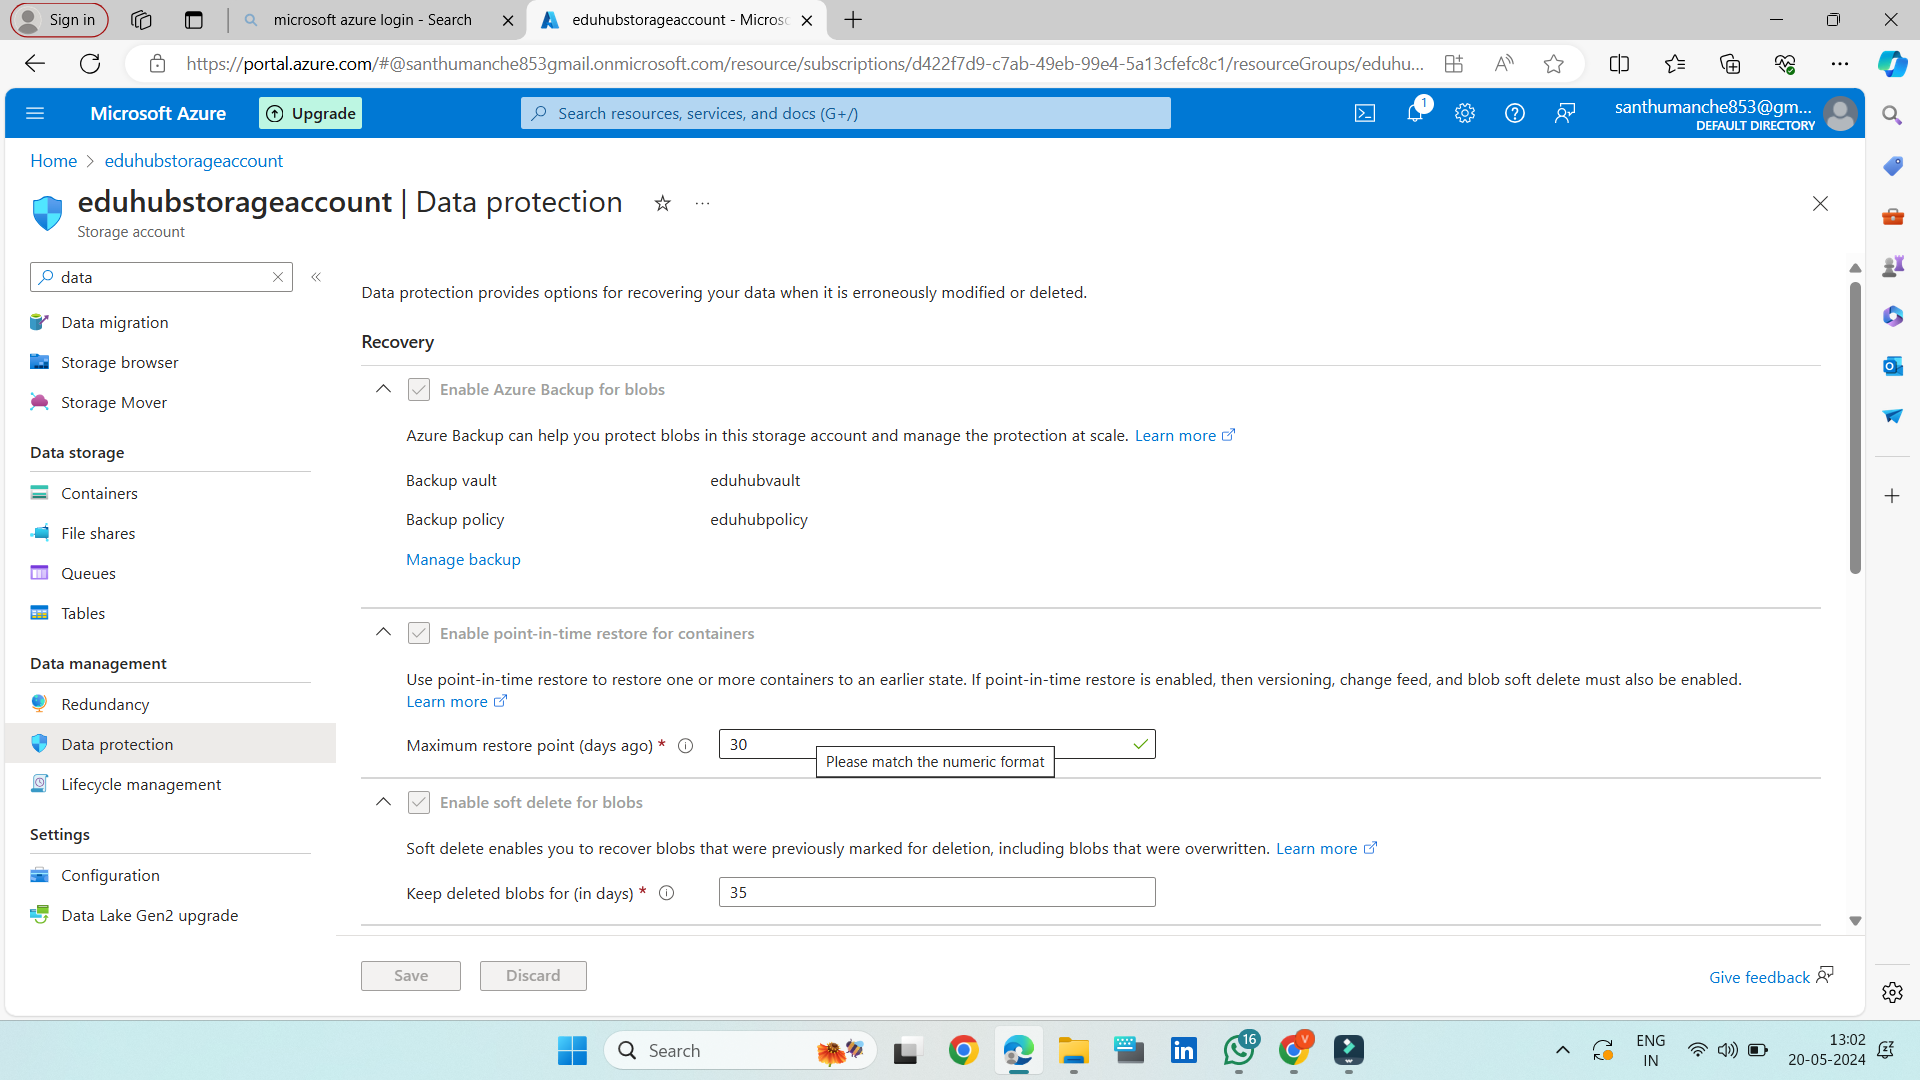 Sign in
microsoft azure login - Search
eduhubstorageaccount - Micros
https://portal.azure.com/#@santhumanche853gmail.onmicrosoft.com/resource/subscriptions/d422f7d9-c7ab-49eb-99e4-5a13cfefc8c1/resourceGroups/eduhu...
Microsoft Azure
Upgrade
Search resources, services, and docs (G+/)
1
santhumanche853@gm...
DEFAULT DIRECTORY
Home > eduhubstorageaccount
eduhubstorageaccount | Data protection
Storage account
data
Data migration
Storage browser
Storage Mover
Data storage
Containers
File shares
Queues
Tables
Data management
Redundancy
Data protection
Lifecycle management
Settings
Configuration
Data Lake Gen2 upgrade
Data protection provides options for recovering your data when it is erroneously modified or deleted.
Recovery
Enable Azure Backup for blobs
Azure Backup can help you protect blobs in this storage account and manage the protection at scale. Learn more
Backup vault eduhubvault
Backup policy eduhubpolicy
Manage backup
Enable point-in-time restore for containers
Use point-in-time restore to restore one or more containers to an earlier state. If point-in-time restore is enabled, then versioning, change feed, and blob soft delete must also be enabled.
Learn more
Maximum restore point (days ago) * 30
Please match the numeric format
Enable soft delete for blobs
Soft delete enables you to recover blobs that were previously marked for deletion, including blobs that were overwritten. Learn more
Keep deleted blobs for (in days) * 35
Save
Discard
Give feedback
Search
16
V
ENG
IN
13:02
20-05-2024